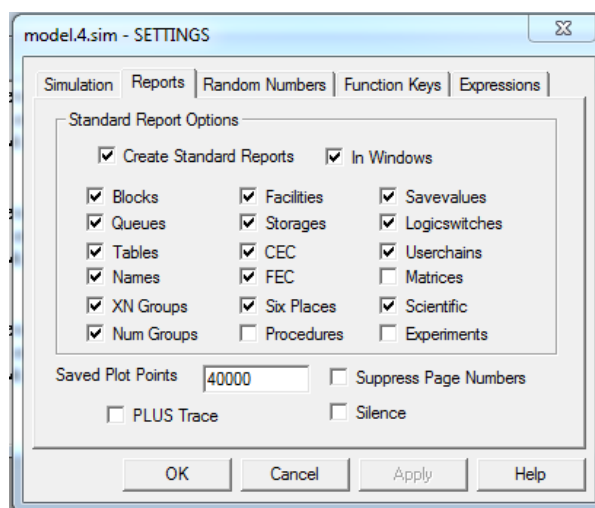 model.4.sim - SETTINGS
Simulation Reports Random Numbers Function Keys Expressions
Standard Report Options
Create Standard Reports In Windows
Blocks Facilities Savevalues
Queues Storages Logicswitches
Tables CEC Userchains
Names FEC Matrices
XN Groups Six Places Scientific
Num Groups Procedures Experiments
Saved Plot Points 40000 Suppress Page Numbers
PLUS Trace Silence
OK Cancel Apply Help